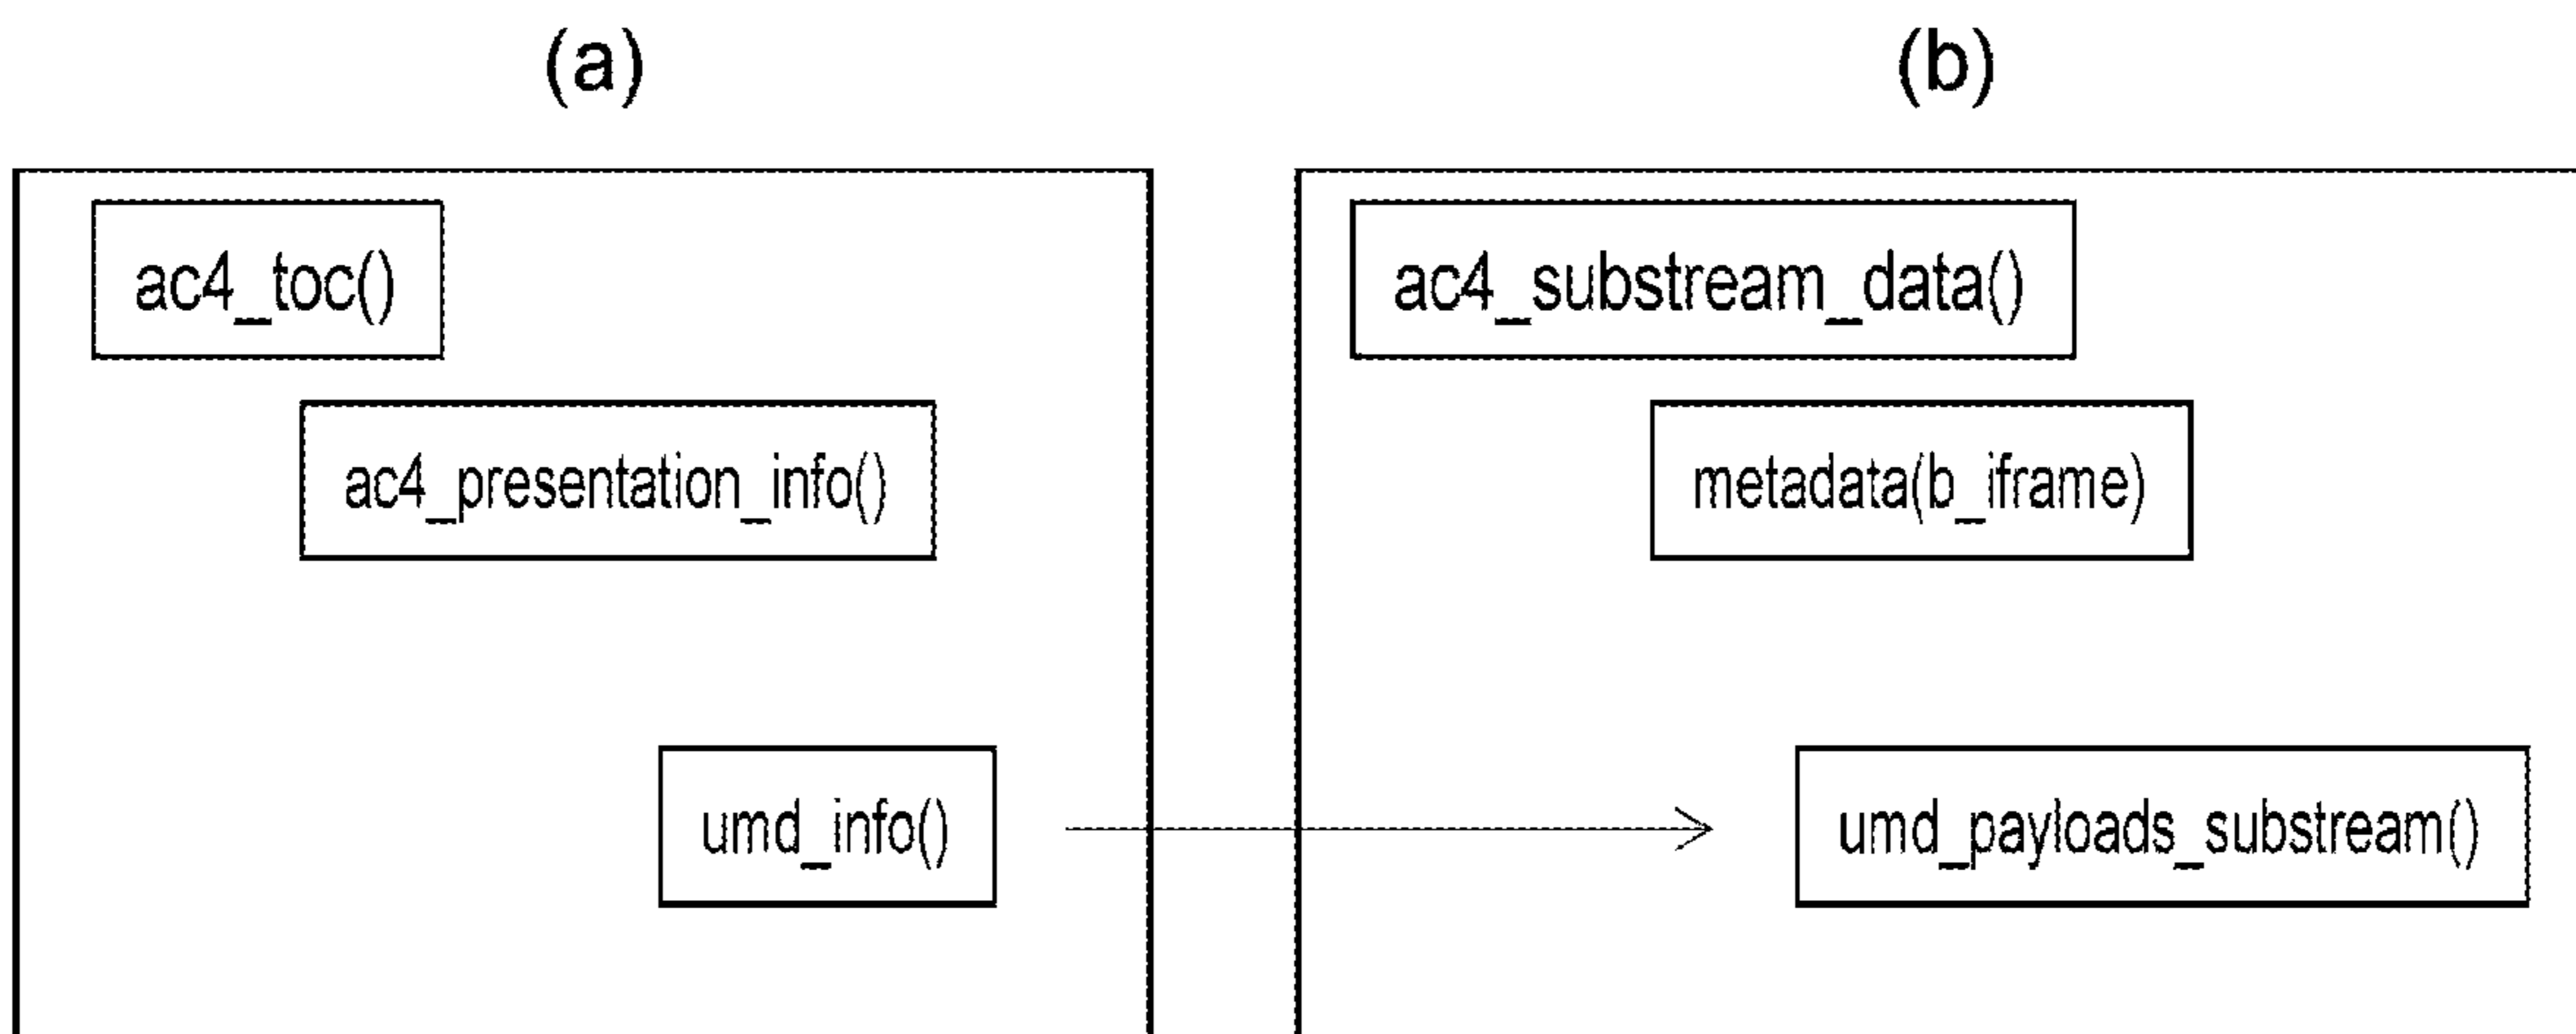 (a)
ac4_toc()
ac4_presentation_info()
umd_info()
(b)
ac4_substream_data()
metadata(b_iframe)
umd_payloads_substream()